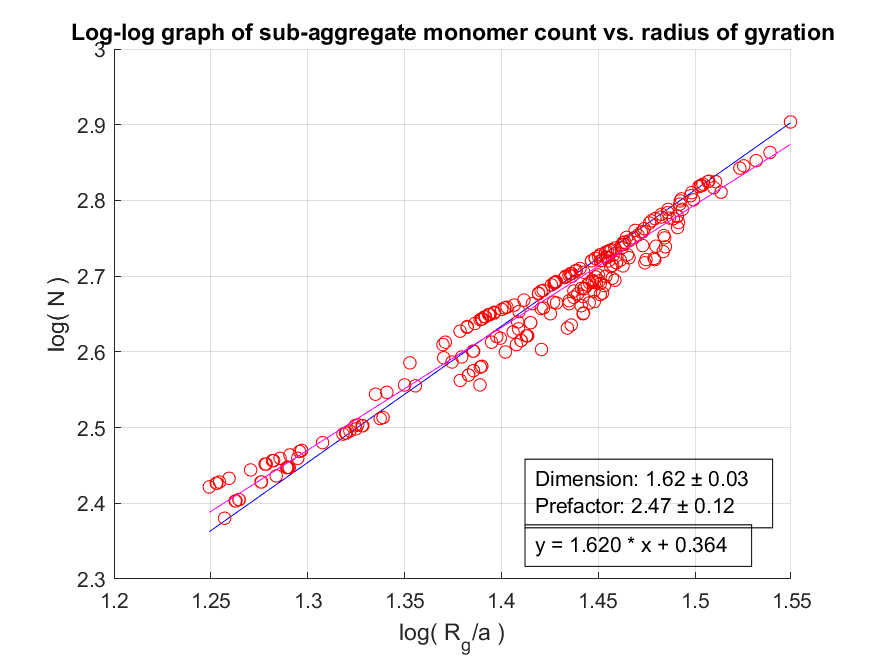 Log-log graph of sub-aggregate monomer count vs. radius of gyration
3
2.9
2.8
2.7
2.6
2.5
2.4
2.3
log( N )
Dimension: 1.62 ± 0.03
Prefactor: 2.47 ± 0.12
y = 1.620 * x + 0.364
1.2 1.25 1.3 1.35 1.4 1.45 1.5 1.55
log( R_g/a )